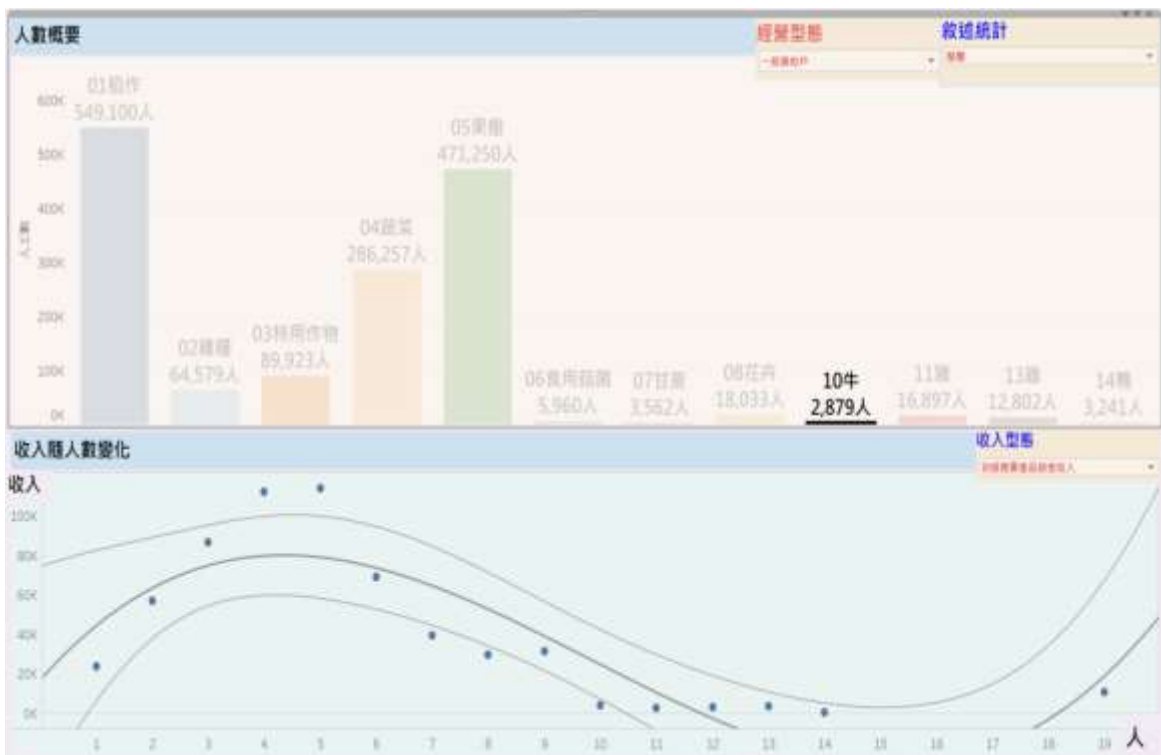 人數概要
經營型態
敘述統計
一般農牧戶
總腳
01稻作
549,100人
02雜糧
64,579人
03特用作物
89,923人
04蔬菜
286,257人
05果樹
471,250人
06食用菇菌
5,960人
07甘蔗
3,562人
08花卉
18,033人
10牛
2,879人
11豬
16,897人
13雞
12,802人
14鴨
3,241人
600K
500K
400K
300K
200K
100K
0K
收入隨人數變化
收入型態
收入
100K
80K
60K
40K
20K
0K
1 2 3 4 5 6 7 8 9 10 11 12 13 14 15 16 17 18 19 人